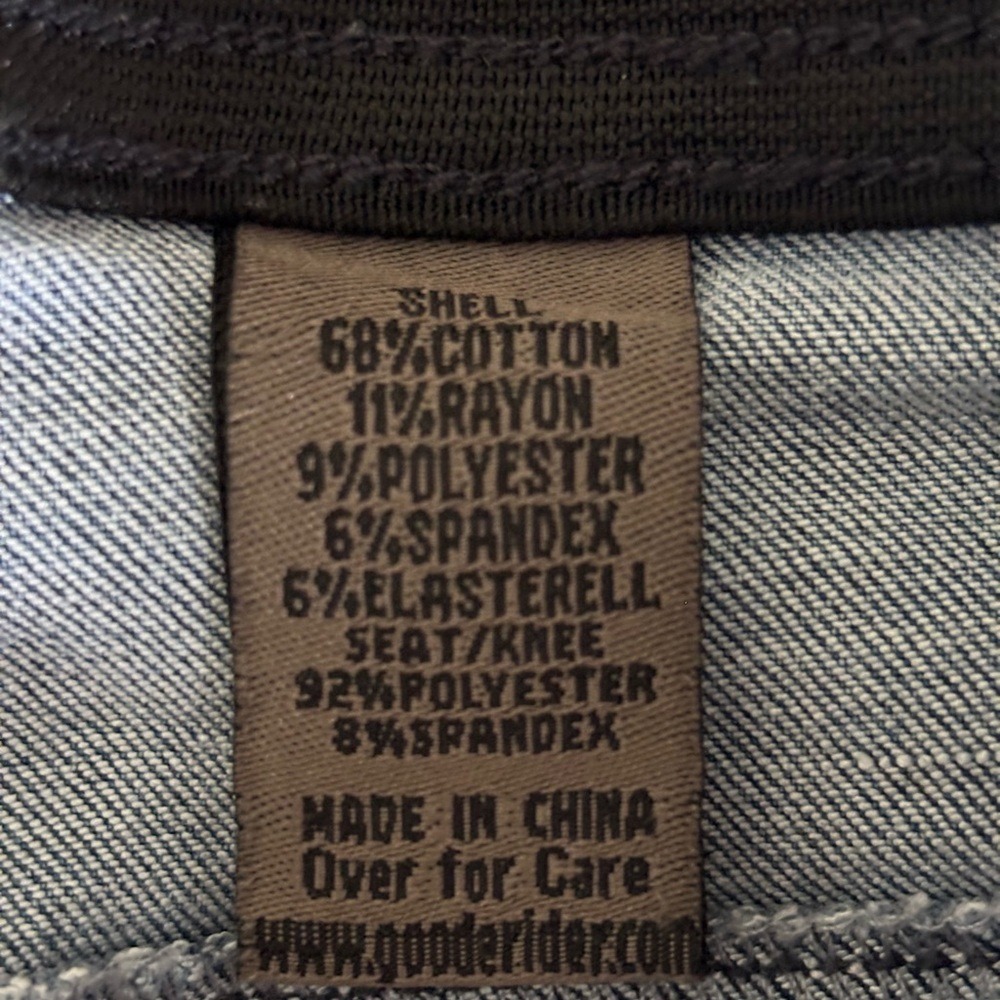 SHELL
68%COTTON
11%RAYON
9%POLYESTER
6%SPANDEX
6%ELASTERELL
SEAT/KNEE
92%POLYESTER
8%SPANDEX
MADE IN CHINA
Over for Care
www.gooderider.com